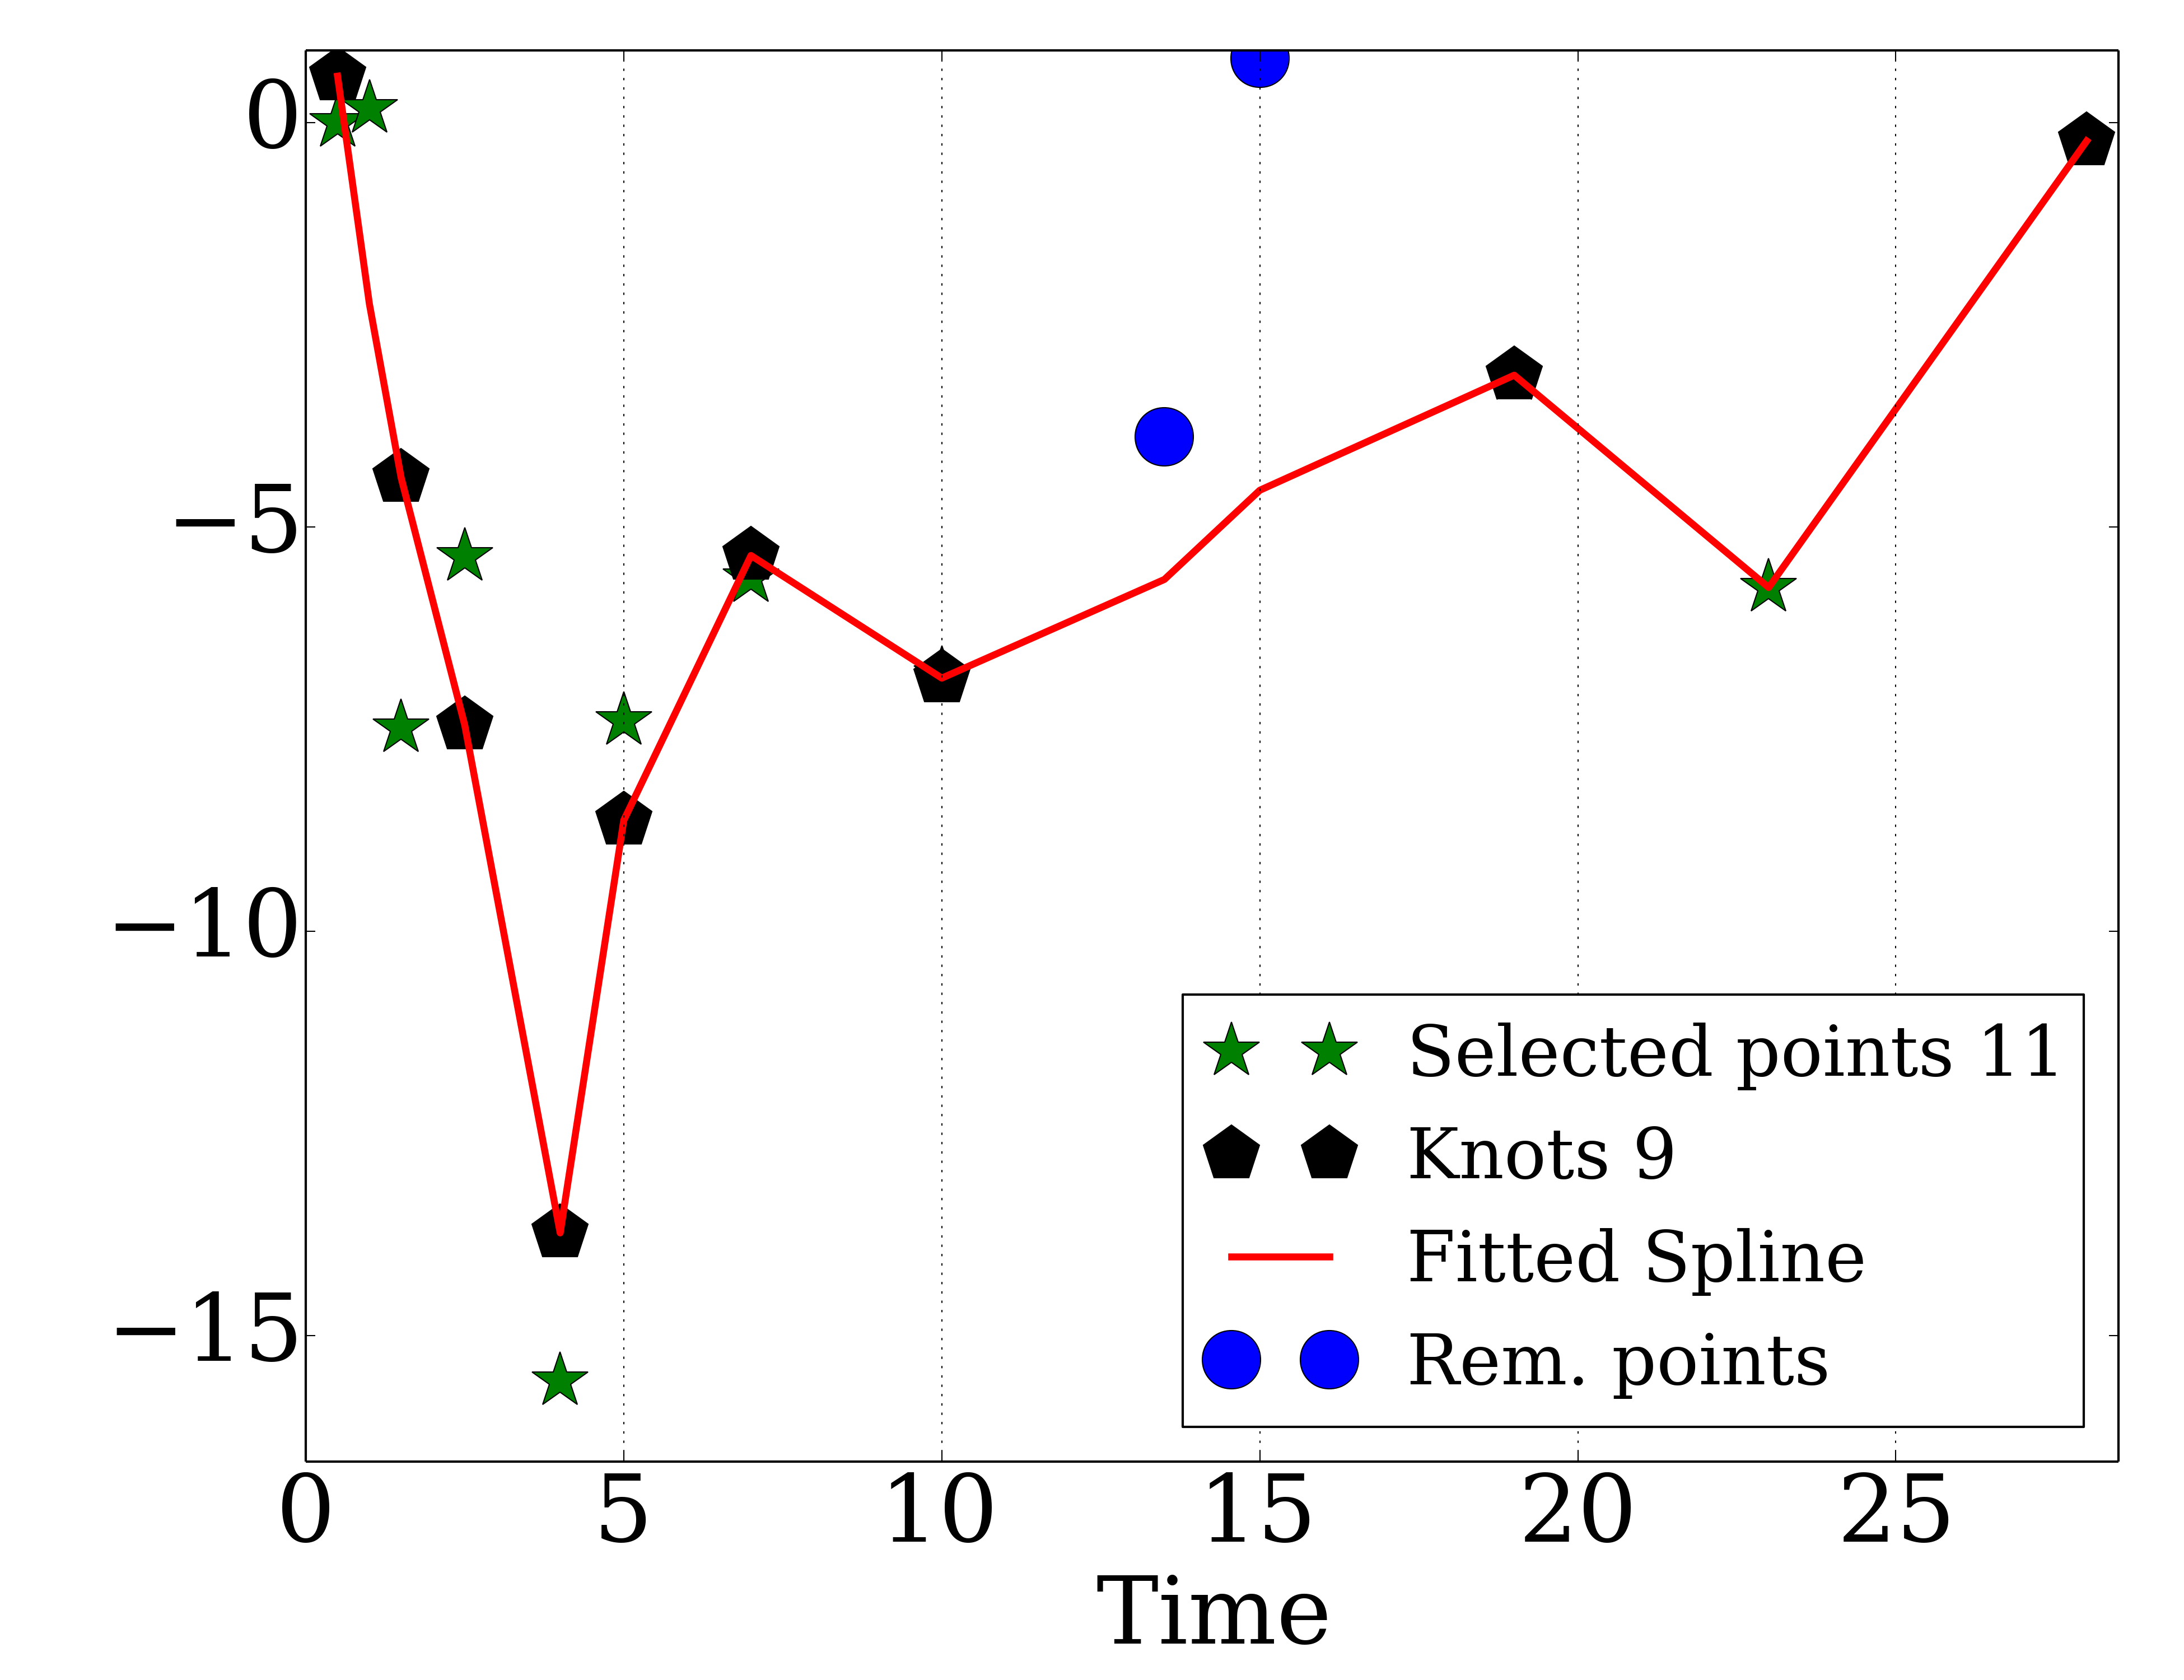 0
−5
−10
−15
0 5 10 15 20 25
Time
Selected points 11
Knots 9
Fitted Spline
Rem. points